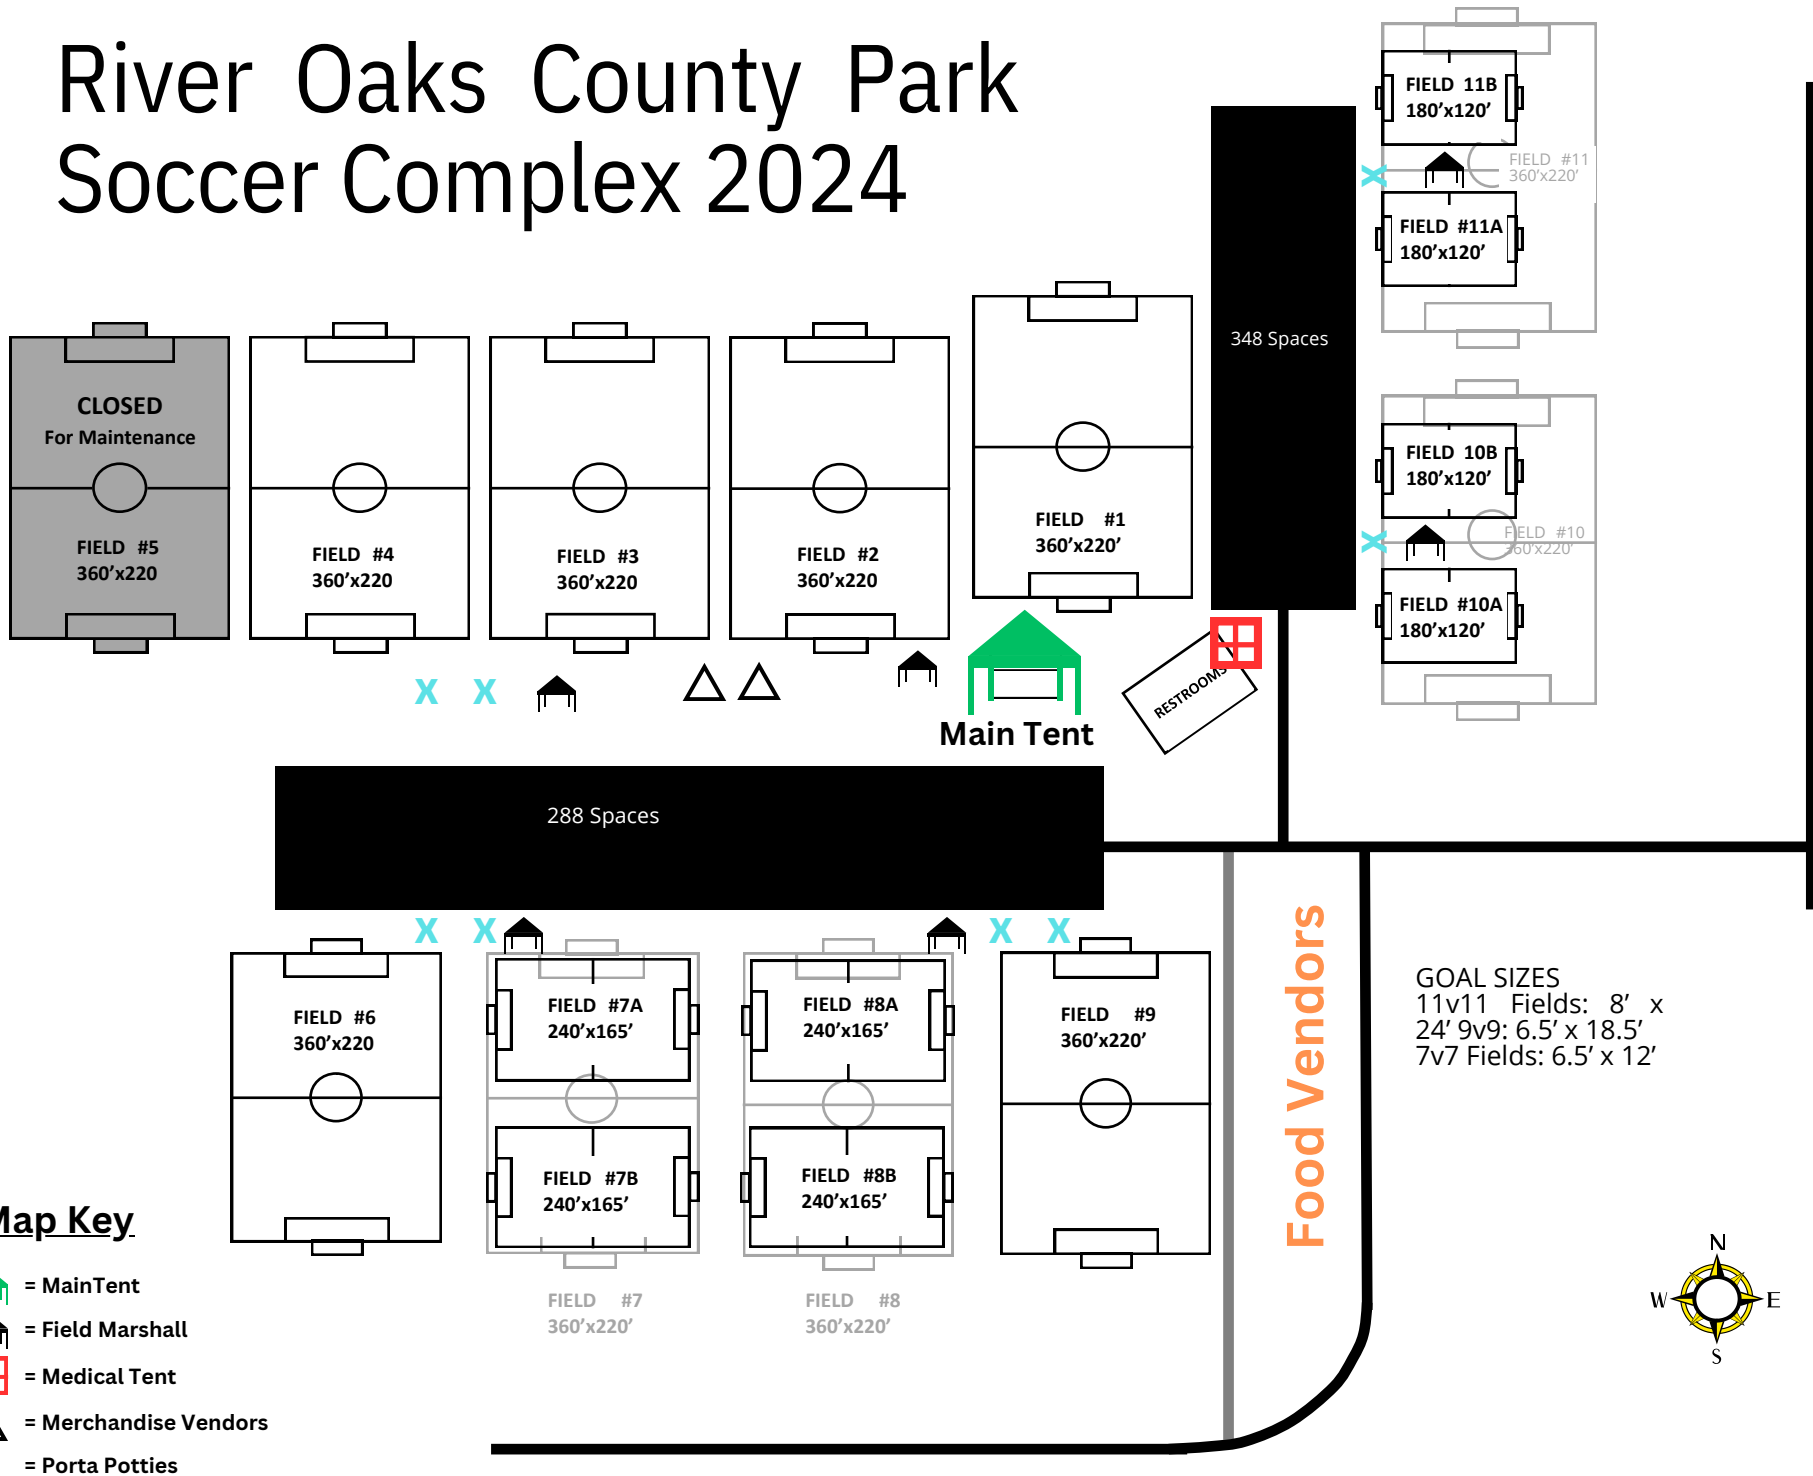 River Oaks County Park
Soccer Complex 2024
FIELD 11B
180’x120’
FIELD #11
360’x220’
FIELD #11A
180’x120’
348 Spaces
CLOSED
For Maintenance
FIELD #5
360’x220
FIELD #4
360’x220
FIELD #3
360’x220
FIELD #2
360’x220
FIELD #1
360’x220’
FIELD 10B
180’x120’
FIELD #10
360’x220’
FIELD #10A
180’x120’
X X
X
X
RESTROOMS
Main Tent
288 Spaces
X X
X X
FIELD #6
360’x220
FIELD #7A
240’x165’
FIELD #8A
240’x165’
FIELD #9
360’x220’
FIELD #7B
240’x165’
FIELD #8B
240’x165’
FIELD #7
360’x220’
FIELD #8
360’x220’
Food Vendors
GOAL SIZES
11v11 Fields: 8’ x
24’ 9v9: 6.5’ x 18.5’
7v7 Fields: 6.5’ x 12’
Map Key
= MainTent
= Field Marshall
= Medical Tent
= Merchandise Vendors
= Porta Potties
N
W E
S